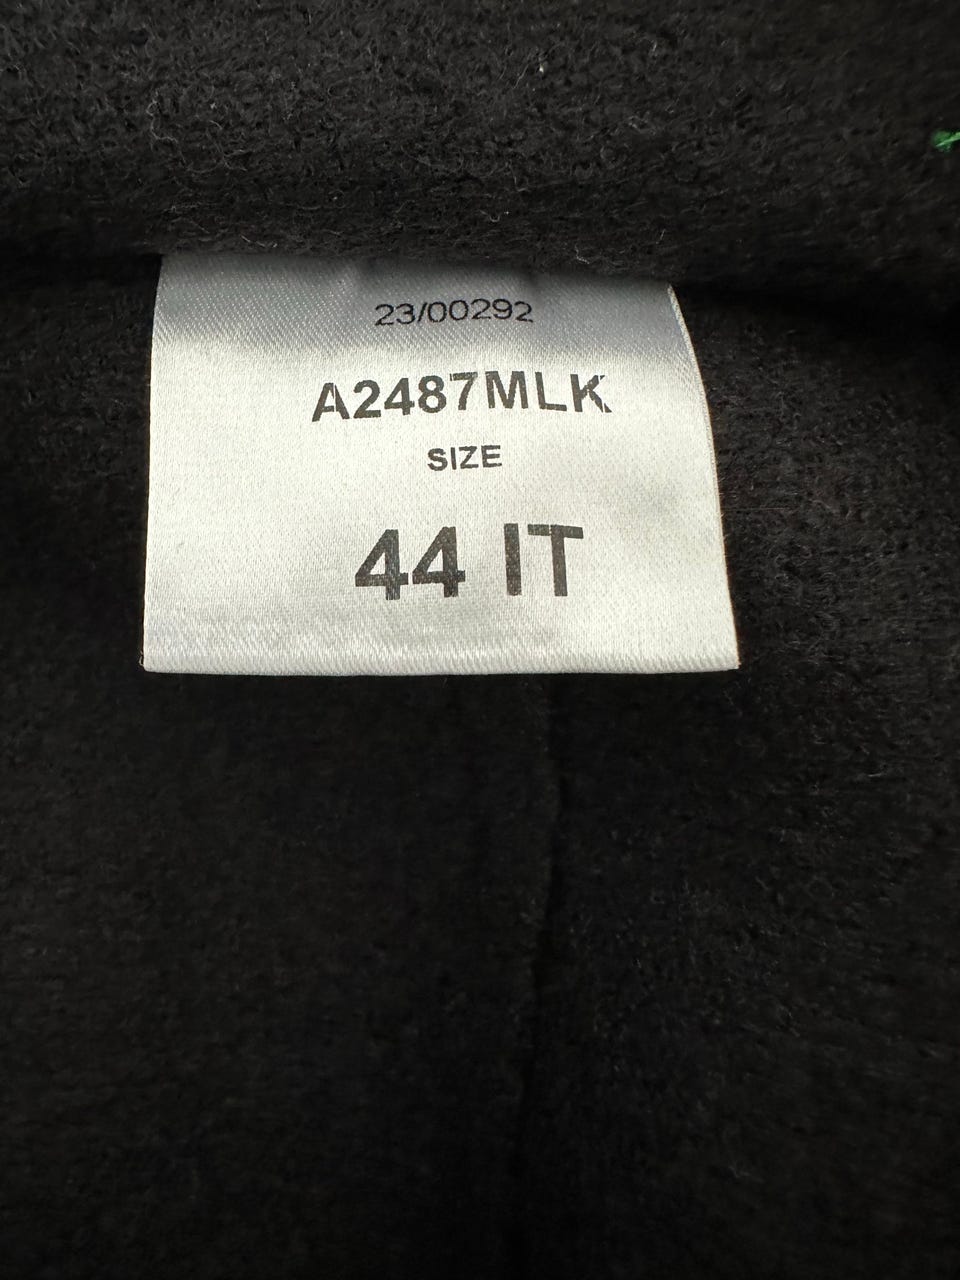 23/00292
A2487MLK
SIZE
44 IT